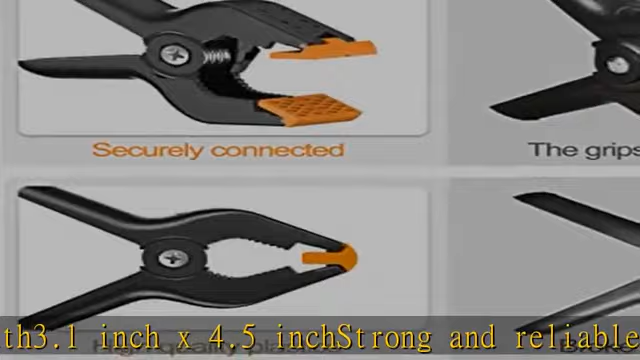 Securely connected
The grips
th3.1 inch x 4.5 inchStrong and reliable